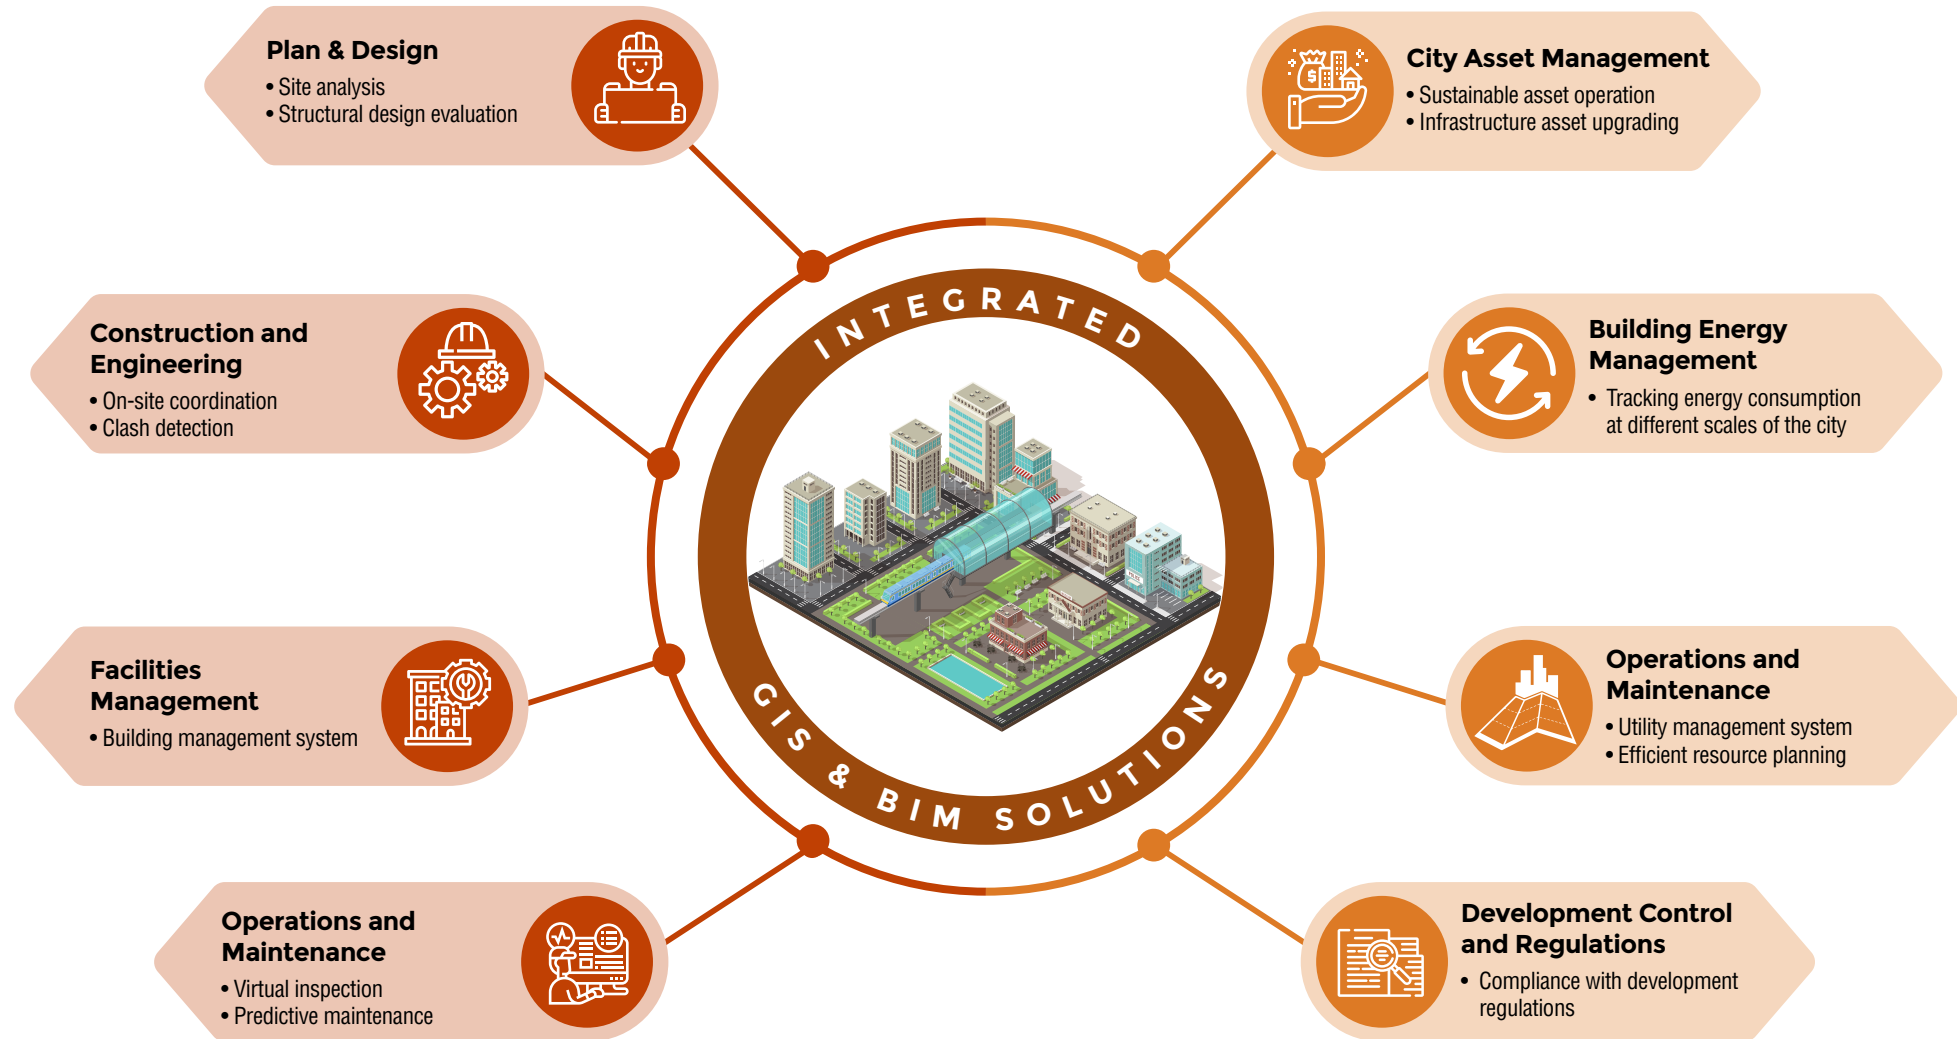 Plan & Design
• Site analysis
• Structural design evaluation
Construction and
Engineering
• On-site coordination
• Clash detection
Facilities
Management
• Building management system
Operations and
Maintenance
• Virtual inspection
• Predictive maintenance
INTEGRATED
GIS & BIM SOLUTIONS
City Asset Management
• Sustainable asset operation
• Infrastructure asset upgrading
Building Energy
Management
• Tracking energy consumption
at different scales of the city
Operations and
Maintenance
• Utility management system
• Efficient resource planning
Development Control
and Regulations
• Compliance with development
regulations